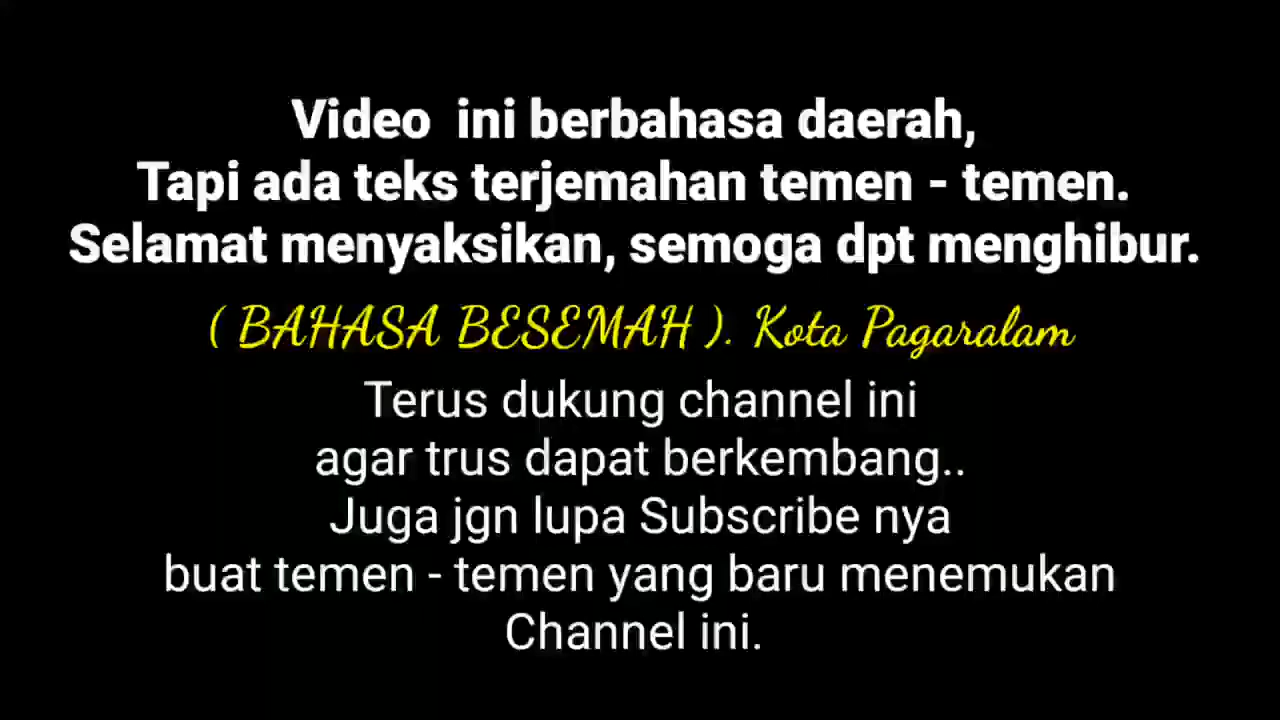 Video ini berbahasa daerah,
Tapi ada teks terjemahan temen - temen.
Selamat menyaksikan, semoga dpt menghibur.
( BAHASA BESEMAH ). Kota Pagaralam
Terus dukung channel ini
agar trus dapat berkembang..
Juga jgn lupa Subscribe nya
buat temen - temen yang baru menemukan
Channel ini.